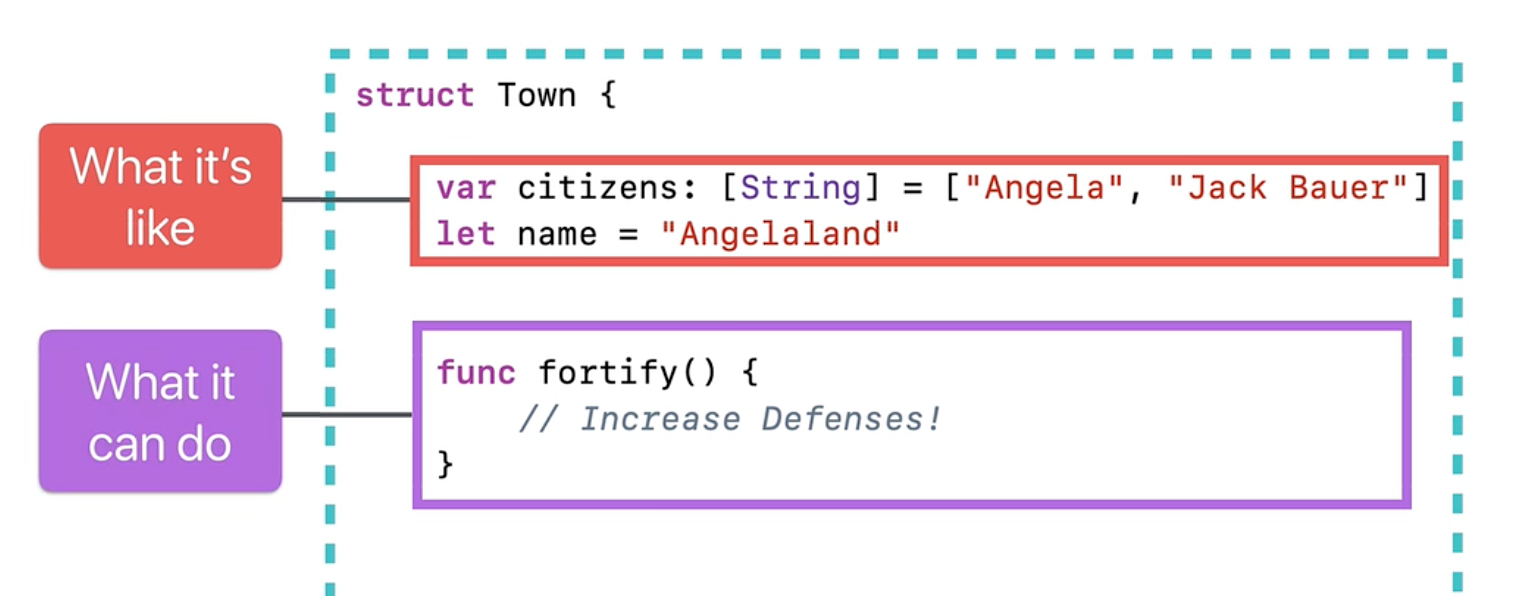 struct Town {
What it's
like
var citizens: [String] = ["Angela", "Jack Bauer"]
let name = "Angelaland"
What it
can do
func fortify() {
// Increase Defenses!
}